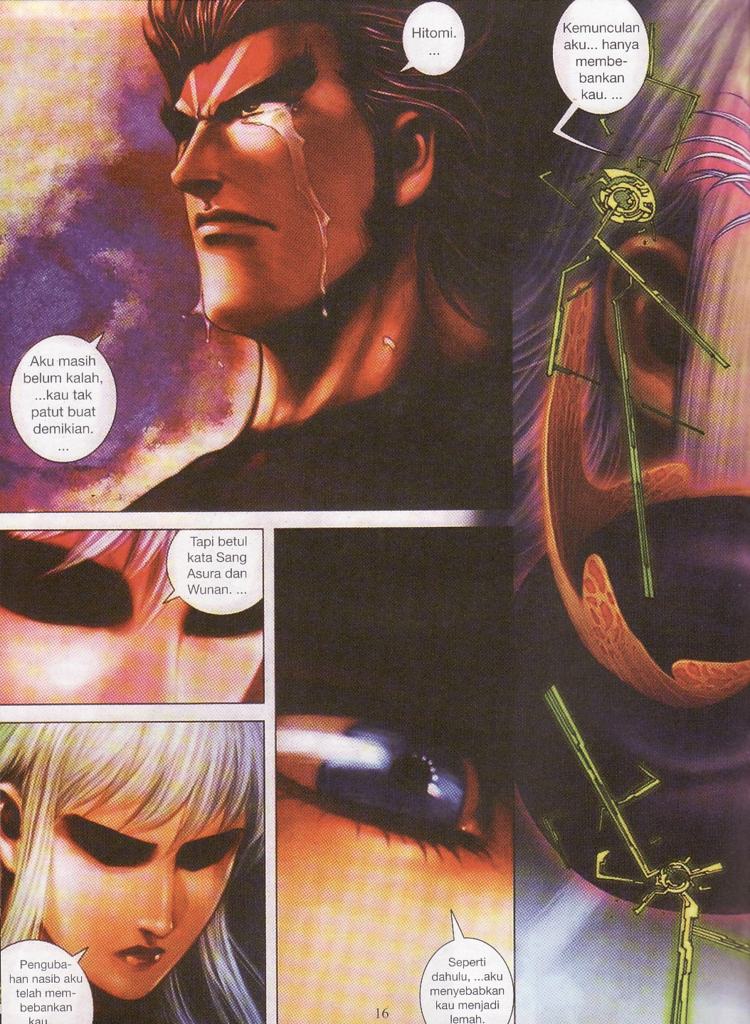 Hitomi.
...
Kemunculan
aku... hanya
membe-
bankan
kau. ...
Aku masih
belum kalah,
...kau tak
patut buat
demikian.
...
Tapi betul
kata Sang
Asura dan
Wunan. ...
Penguba-
han nasib aku
telah mem-
bebankan
kau
Seperti
dahulu, ...aku
menyebabkan
kau menjadi
lemah.
16